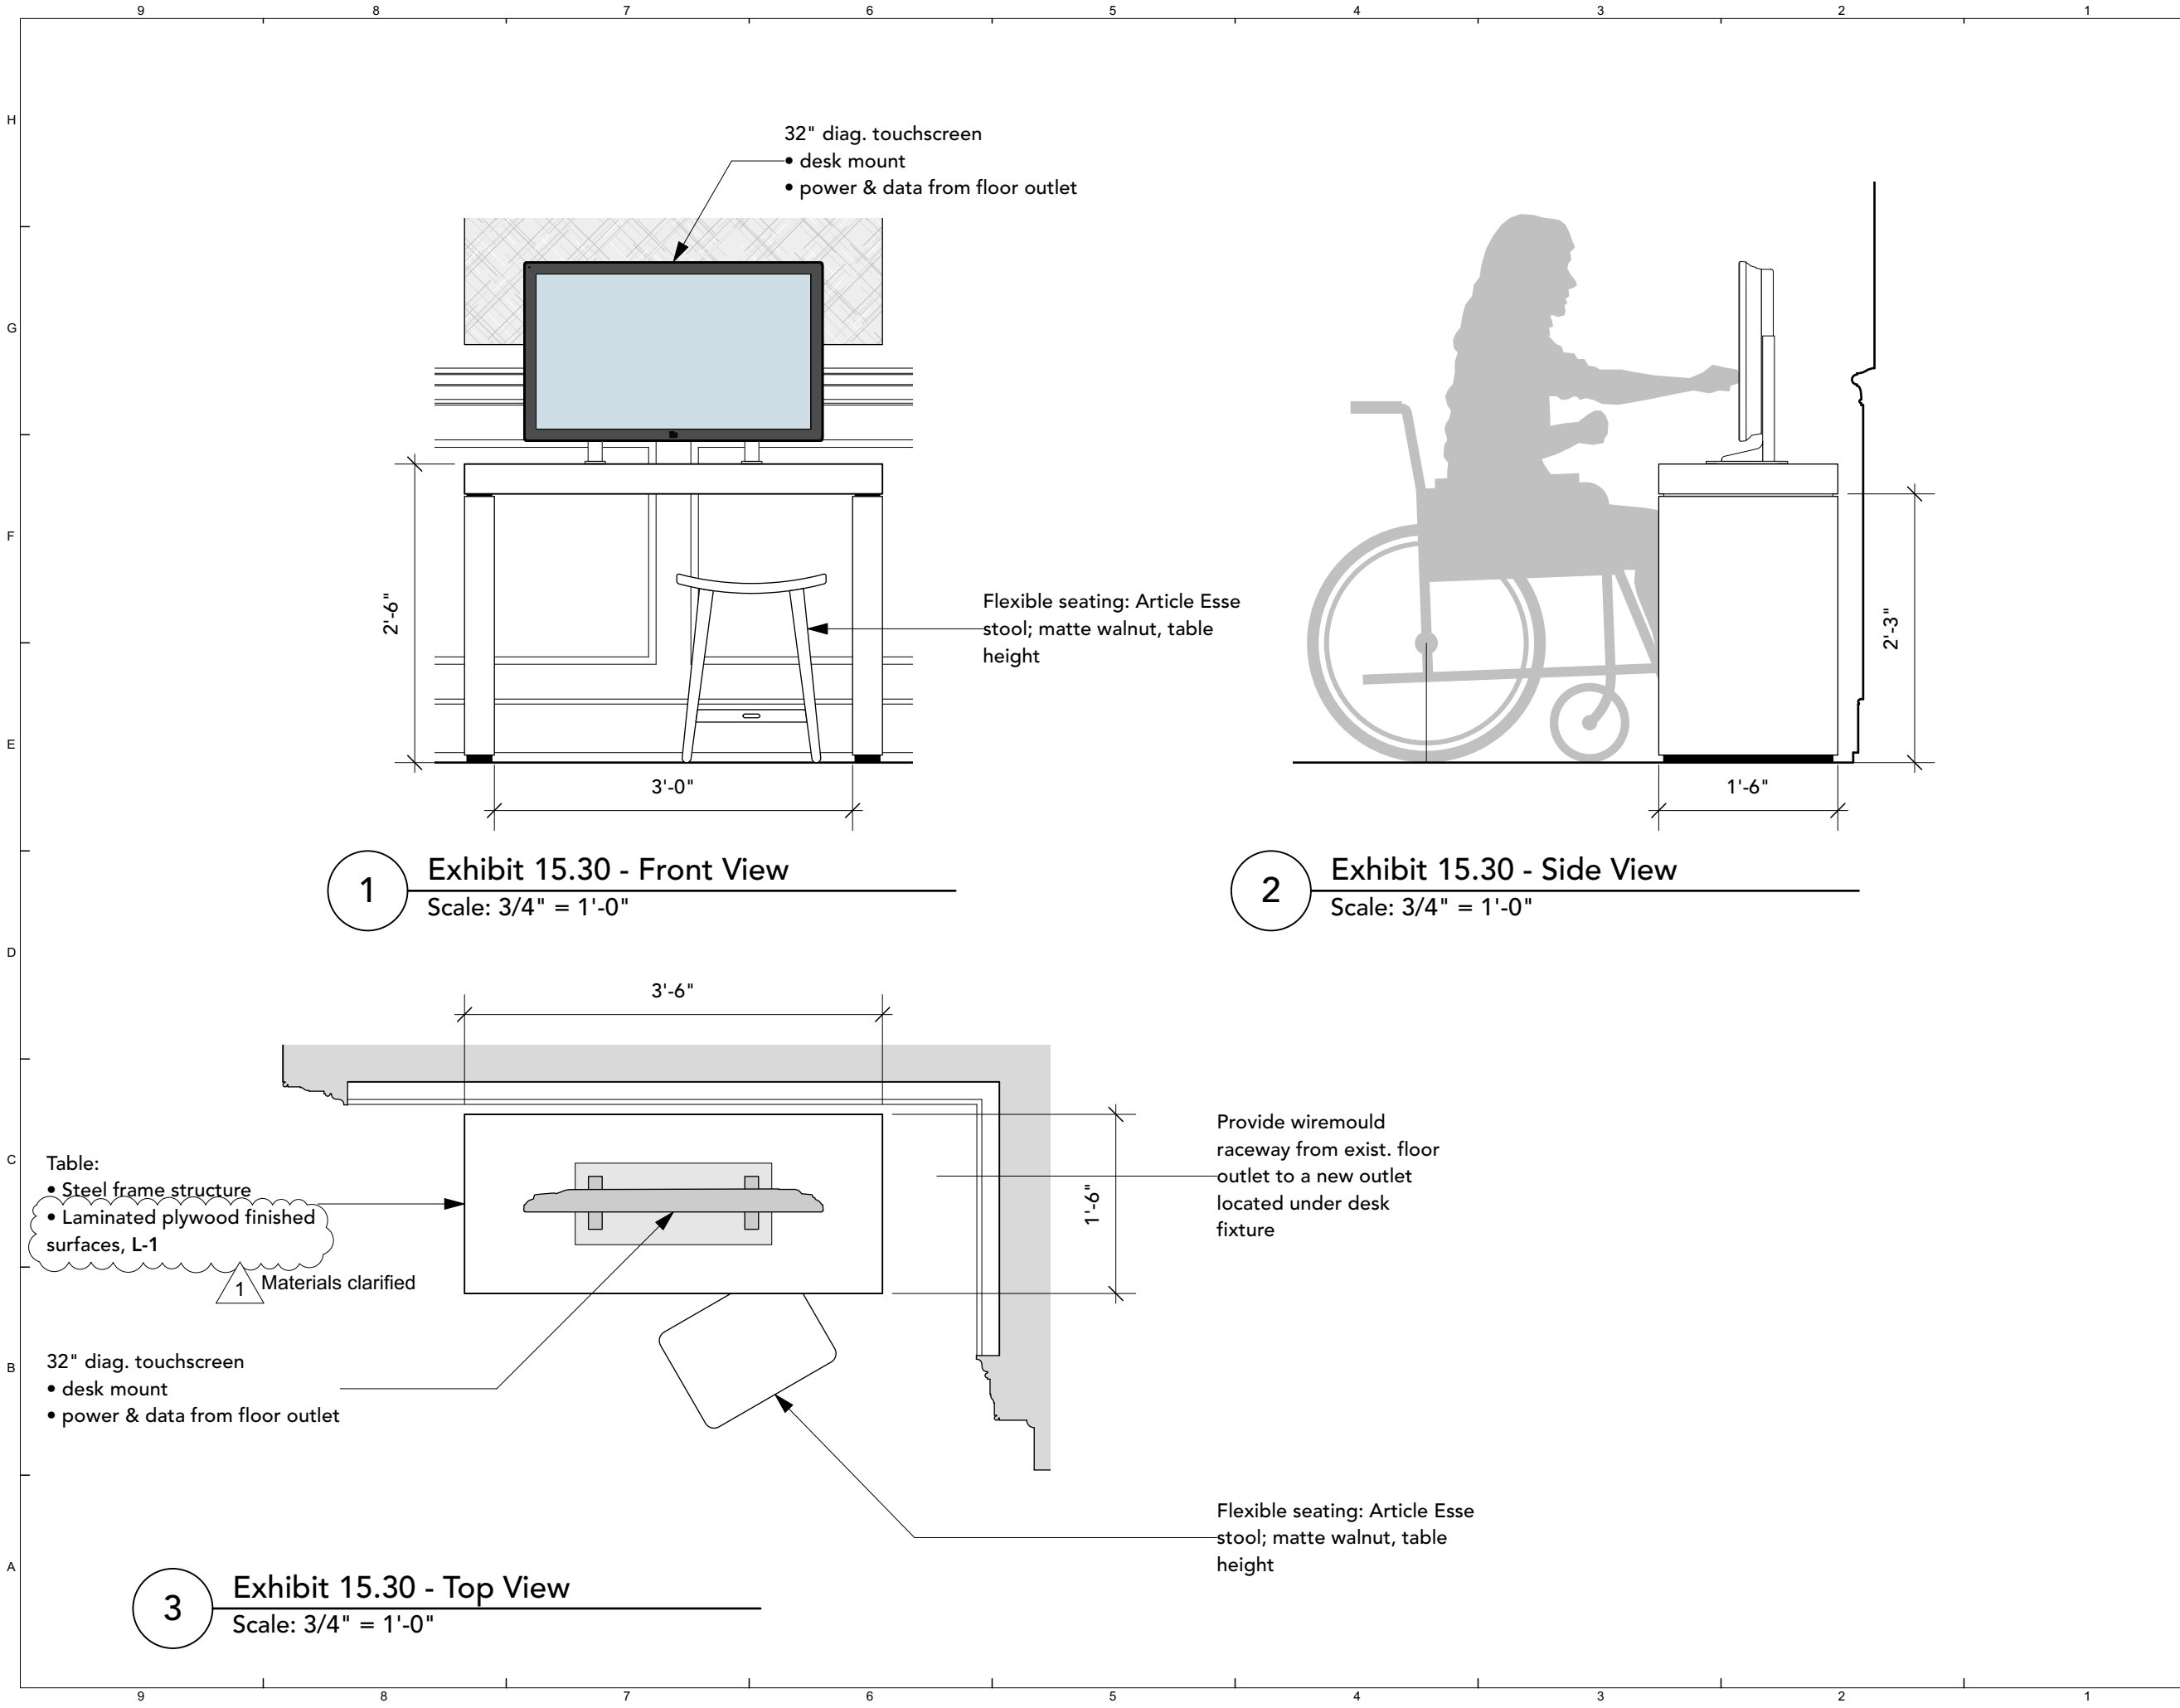 9 8 7 6 5 4 3 2 1
H
32" diag. touchscreen
• desk mount
• power & data from floor outlet
G
F
2'-6"
Flexible seating: Article Esse
stool; matte walnut, table
height
2'-3"
E
3'-0"
1'-6"
1
Exhibit 15.30 - Front View
Scale: 3/4" = 1'-0"
2
Exhibit 15.30 - Side View
Scale: 3/4" = 1'-0"
D
3'-6"
C
Table:
• Steel frame structure
• Laminated plywood finished
surfaces, L-1
1 Materials clarified
1'-6"
Provide wiremould
raceway from exist. floor
outlet to a new outlet
located under desk
fixture
B
32" diag. touchscreen
• desk mount
• power & data from floor outlet
Flexible seating: Article Esse
stool; matte walnut, table
height
A
3
Exhibit 15.30 - Top View
Scale: 3/4" = 1'-0"
9 8 7 6 5 4 3 2 1